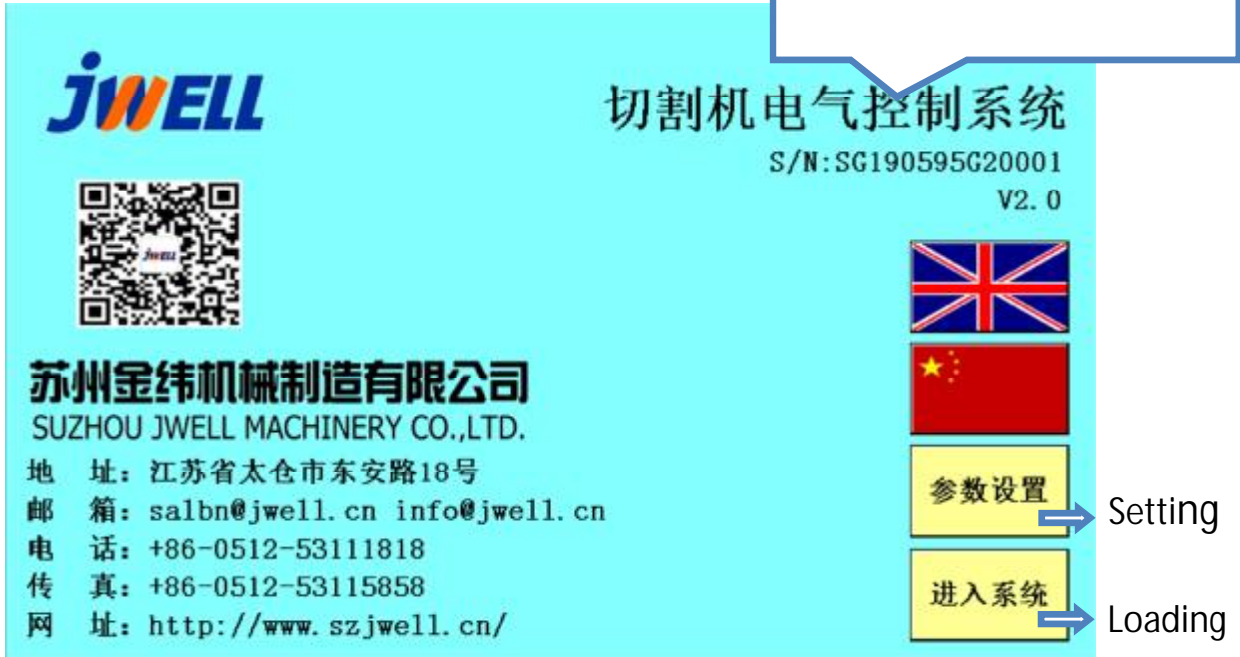 JWELL
切割机电气控制系统
S/N:SG190595G20001
V2.0
JWELL
苏州金纬机械制造有限公司
SUZHOU JWELL MACHINERY CO.,LTD.
地 址：江苏省太仓市东安路18号
邮 箱：salbn@jwell.cn info@jwell.cn
电 话：+86-0512-53111818
传 真：+86-0512-53115858
网 址：http://www.szjwell.cn/
参数设置
Setting
进入系统
Loading